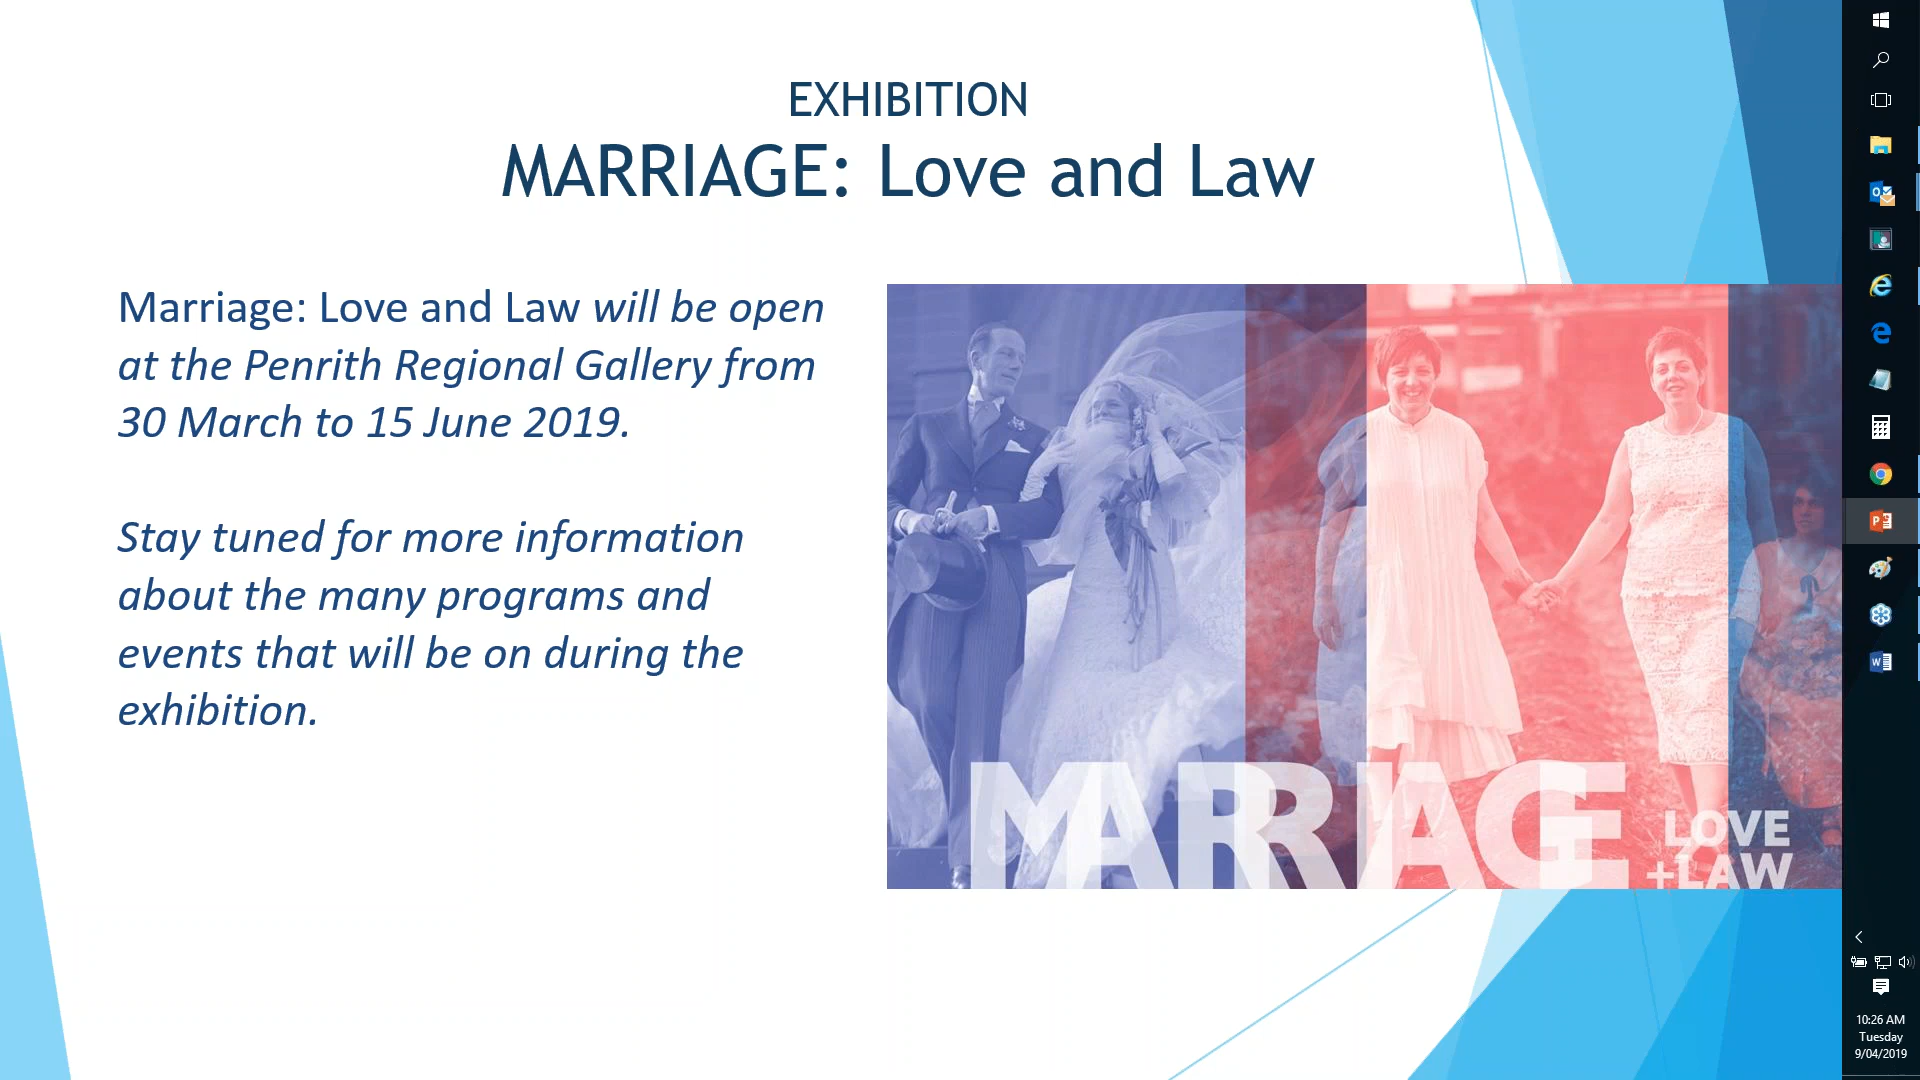 EXHIBITION
MARRIAGE: Love and Law
Marriage: Love and Law will be open
at the Penrith Regional Gallery from
30 March to 15 June 2019.
Stay tuned for more information
about the many programs and
events that will be on during the
exhibition.
MARRIAGE
LOVE
+LAW
10:26 AM
Tuesday
9/04/2019